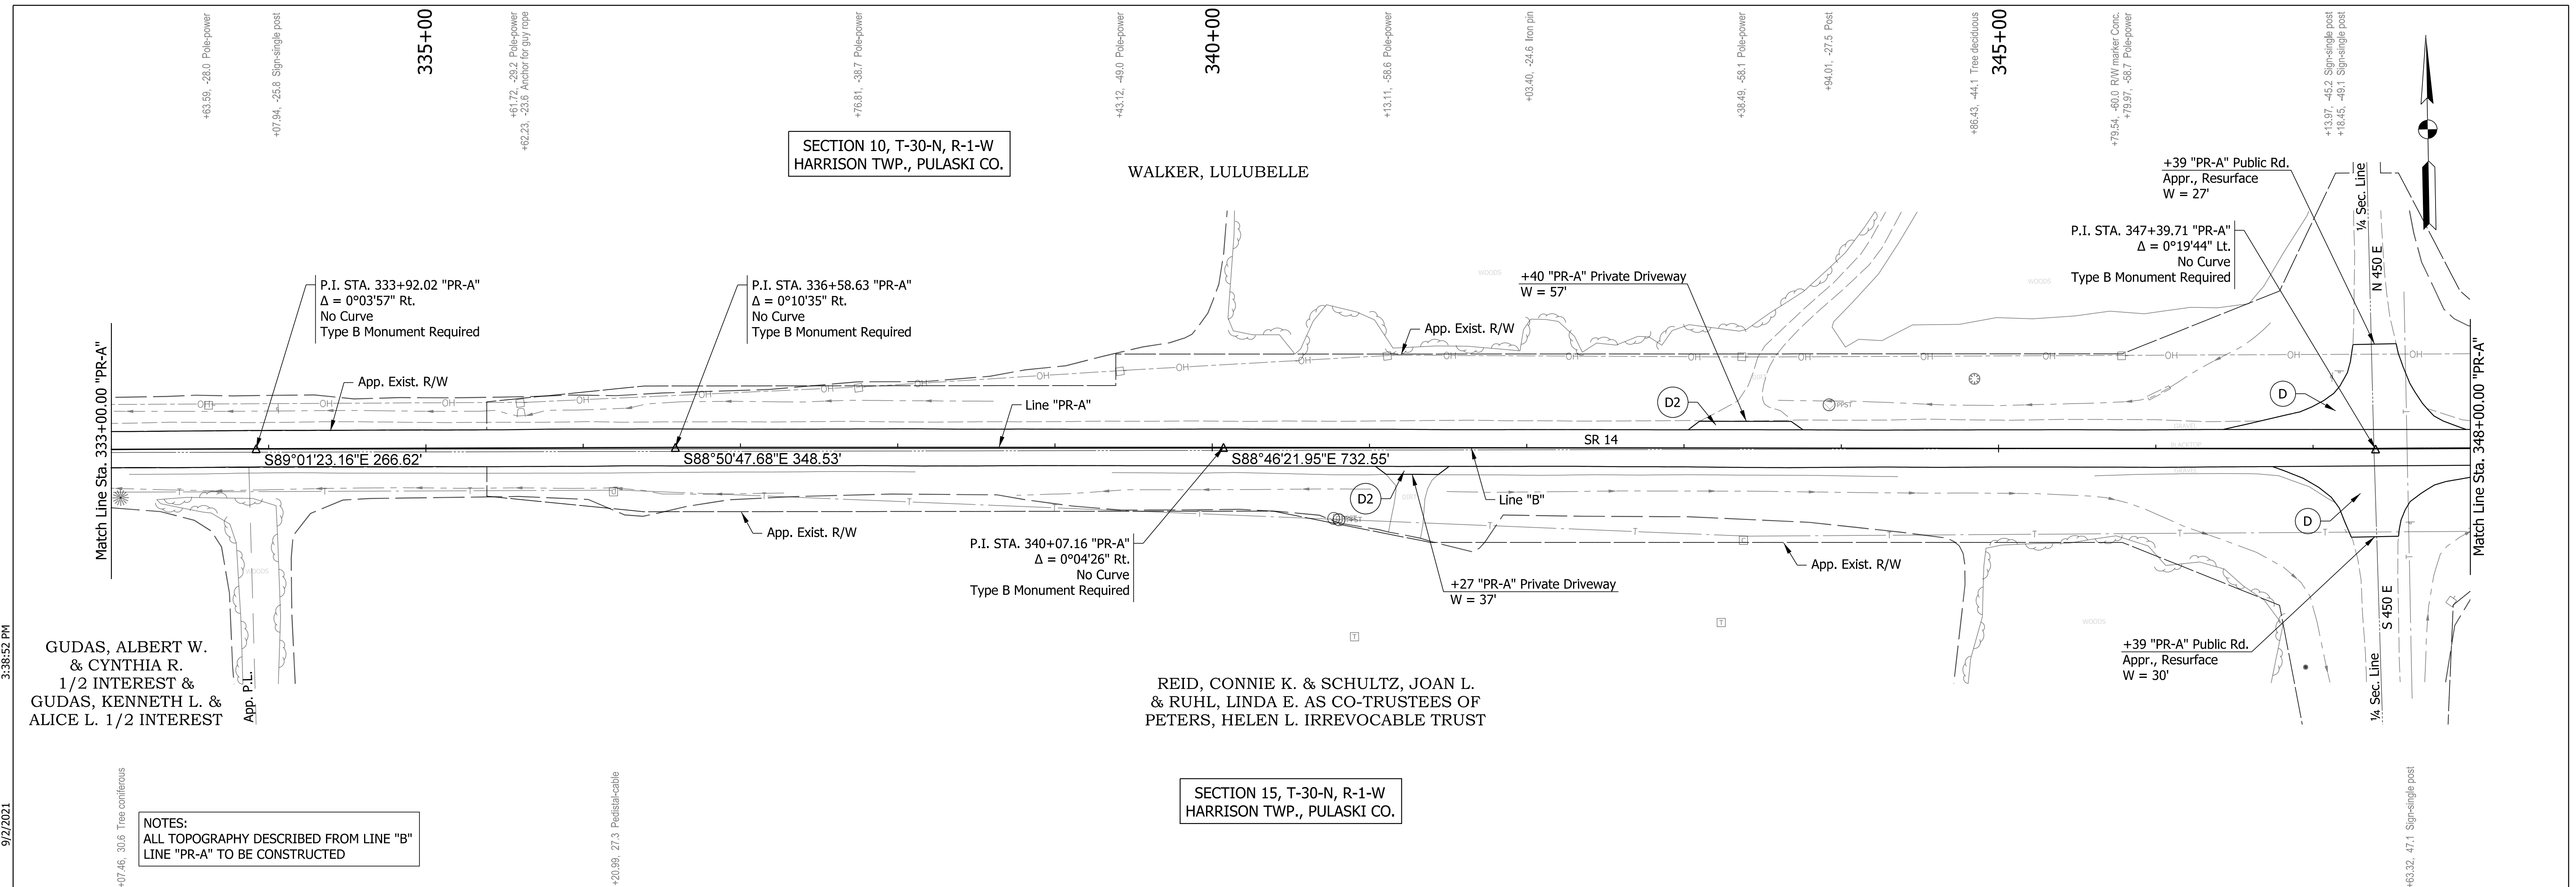 +63.59, -28.0 Pole-power
+07.94, -25.8 Sign-single post
335+00
+61.72, -29.2 Pole-power
+62.23, -23.6 Anchor for guy rope
+76.81, -38.7 Pole-power
+43.12, -49.0 Pole-power
340+00
+13.11, -58.6 Pole-power
+03.40, -24.6 Iron pin
+38.49, -58.1 Pole-power
+94.01, -27.5 Post
+86.43, -44.1 Tree deciduous
345+00
+79.54, -60.0 R/W marker Conc.
+79.97, -58.7 Pole-power
+13.97, -45.2 Sign-single post
+18.45, -49.1 Sign-single post
SECTION 10, T-30-N, R-1-W
HARRISON TWP., PULASKI CO.
WALKER, LULUBELLE
+39 "PR-A" Public Rd.
Appr., Resurface
W = 27'
¼ Sec. Line
N 450 E
P.I. STA. 347+39.71 "PR-A"
Δ = 0°19'44" Lt.
No Curve
Type B Monument Required
P.I. STA. 333+92.02 "PR-A"
Δ = 0°03'57" Rt.
No Curve
Type B Monument Required
P.I. STA. 336+58.63 "PR-A"
Δ = 0°10'35" Rt.
No Curve
Type B Monument Required
WOODS
WOODS
+40 "PR-A" Private Driveway
W = 57'
App. Exist. R/W
Match Line Sta. 333+00.00 "PR-A"
Match Line Sta. 348+00.00 "PR-A"
App. Exist. R/W
Line "PR-A"
DIRT
D2
PPST
D
SR 14
GRAVEL
BLACKTOP
GRAVEL
S89°01'23.16"E 266.62'
S88°50'47.68"E 348.53'
S88°46'21.95"E 732.55'
D2
Line "B"
D
App. Exist. R/W
P.I. STA. 340+07.16 "PR-A"
Δ = 0°04'26" Rt.
No Curve
Type B Monument Required
+27 "PR-A" Private Driveway
W = 37'
App. Exist. R/W
WOODS
WOODS
S 450 E
¼ Sec. Line
+39 "PR-A" Public Rd.
Appr., Resurface
W = 30'
GUDAS, ALBERT W.
& CYNTHIA R.
1/2 INTEREST &
GUDAS, KENNETH L. &
ALICE L. 1/2 INTEREST
App. P.L.
REID, CONNIE K. & SCHULTZ, JOAN L.
& RUHL, LINDA E. AS CO-TRUSTEES OF
PETERS, HELEN L. IRREVOCABLE TRUST
SECTION 15, T-30-N, R-1-W
HARRISON TWP., PULASKI CO.
+07.46, 30.6 Tree coniferous
+20.99, 27.3 Pedistal-cable
+63.32, 47.1 Sign-single post
NOTES:
ALL TOPOGRAPHY DESCRIBED FROM LINE "B"
LINE "PR-A" TO BE CONSTRUCTED
3:38:52 PM
9/2/2021